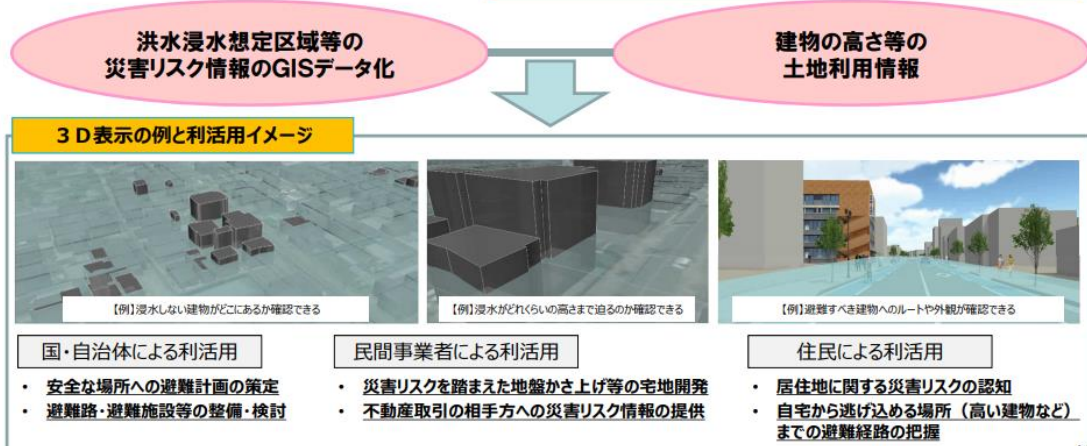 洪水浸水想定区域等の
災害リスク情報のGISデータ化
建物の高さ等の
土地利用情報
３Ｄ表示の例と利活用イメージ
【例】浸水しない建物がどこにあるか確認できる
【例】浸水がどれくらいの高さまで迫るのか確認できる
【例】避難すべき建物へのルートや外観が確認できる
国・自治体による利活用
・ 安全な場所への避難計画の策定
・ 避難路・避難施設等の整備・検討
民間事業者による利活用
・ 災害リスクを踏まえた地盤かさ上げ等の宅地開発
・ 不動産取引の相手方への災害リスク情報の提供
住民による利活用
・ 居住地に関する災害リスクの認知
・ 自宅から逃げ込める場所（高い建物など）
までの避難経路の把握